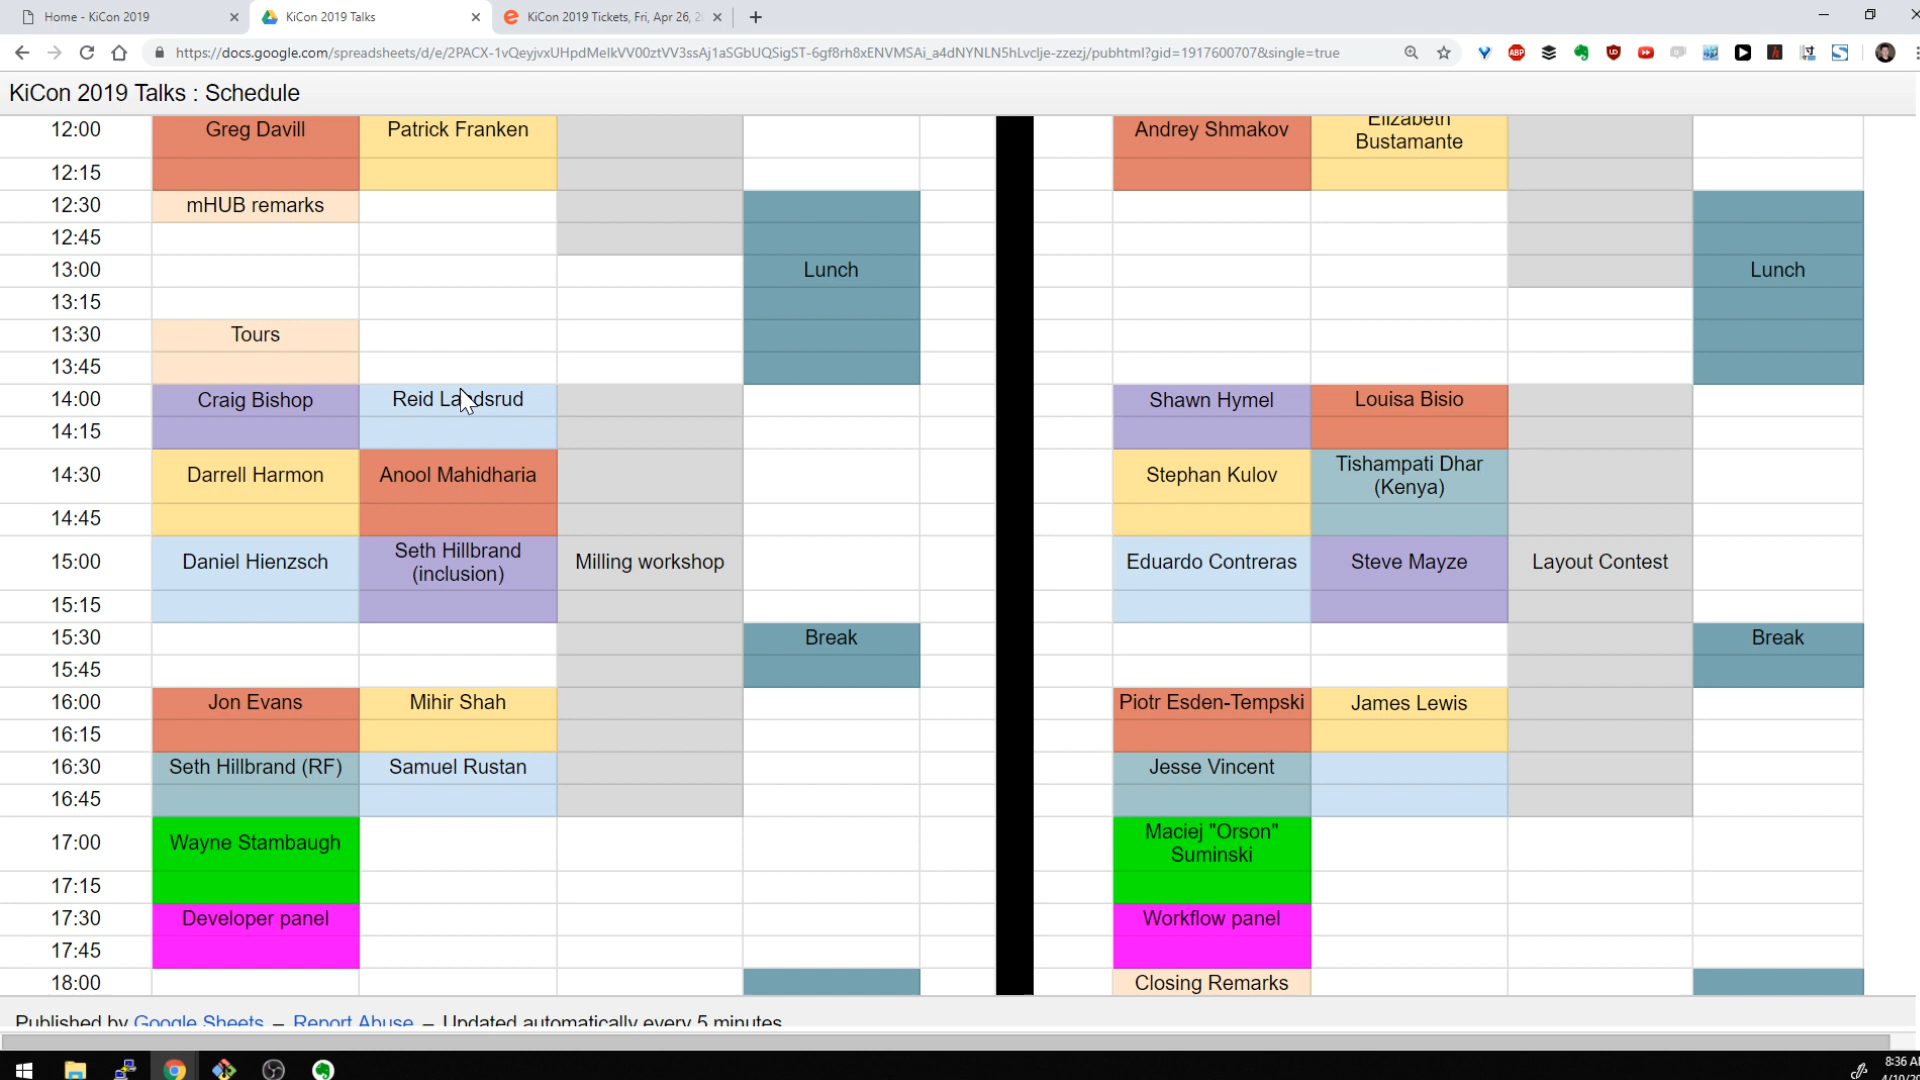 Home - KiCon 2019
KiCon 2019 Talks
KiCon 2019 Tickets, Fri, Apr 26, 2
https://docs.google.com/spreadsheets/d/e/2PACX-1vQeyjvxUHpdMelkVV00ztVV3ssAj1aSGbUQSigST-6gf8rh8xENVMSAi_a4dNYNLN5hLvclje-zzezj/pubhtml?gid=1917600707&single=true
KiCon 2019 Talks : Schedule
12:00 Greg Davill Patrick Franken Andrey Shmakov Elizabeth Bustamante
12:15
12:30 mHUB remarks
12:45
13:00 Lunch Lunch
13:15
13:30 Tours
13:45
14:00 Craig Bishop Reid Landsrud Shawn Hymel Louisa Bisio
14:15
14:30 Darrell Harmon Anool Mahidharia Stephan Kulov Tishampati Dhar (Kenya)
14:45
15:00 Daniel Hienzsch Seth Hillbrand (inclusion) Milling workshop Eduardo Contreras Steve Mayze Layout Contest
15:15
15:30 Break Break
15:45
16:00 Jon Evans Mihir Shah Piotr Esden-Tempski James Lewis
16:15
16:30 Seth Hillbrand (RF) Samuel Rustan Jesse Vincent
16:45
17:00 Wayne Stambaugh Maciej "Orson" Suminski
17:15
17:30 Developer panel Workflow panel
17:45
18:00 Closing Remarks
Published by Google Sheets – Report Abuse – Updated automatically every 5 minutes
8:36 A